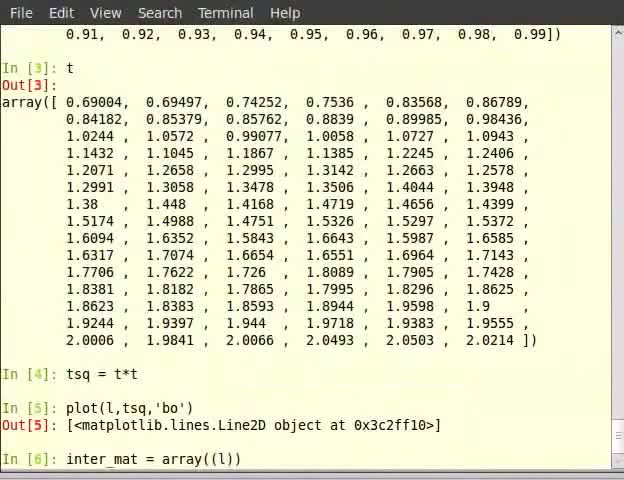 File Edit View Search Terminal Help
0.91, 0.92, 0.93, 0.94, 0.95, 0.96, 0.97, 0.98, 0.99])
In [3]: t
Out[3]:
array([ 0.69004, 0.69497, 0.74252, 0.7536 , 0.83568, 0.86789,
0.84182, 0.85379, 0.85762, 0.8839 , 0.89985, 0.98436,
1.0244 , 1.0572 , 0.99077, 1.0058 , 1.0727 , 1.0943 ,
1.1432 , 1.1045 , 1.1867 , 1.1385 , 1.2245 , 1.2406 ,
1.2071 , 1.2658 , 1.2995 , 1.3142 , 1.2663 , 1.2578 ,
1.2991 , 1.3058 , 1.3478 , 1.3506 , 1.4044 , 1.3948 ,
1.38 , 1.448 , 1.4168 , 1.4719 , 1.4656 , 1.4399 ,
1.5174 , 1.4988 , 1.4751 , 1.5326 , 1.5297 , 1.5372 ,
1.6094 , 1.6352 , 1.5843 , 1.6643 , 1.5987 , 1.6585 ,
1.6317 , 1.7074 , 1.6654 , 1.6551 , 1.6964 , 1.7143 ,
1.7706 , 1.7622 , 1.726 , 1.8089 , 1.7905 , 1.7428 ,
1.8381 , 1.8182 , 1.7865 , 1.7995 , 1.8296 , 1.8625 ,
1.8623 , 1.8383 , 1.8593 , 1.8944 , 1.9598 , 1.9 ,
1.9244 , 1.9397 , 1.944 , 1.9718 , 1.9383 , 1.9555 ,
2.0006 , 1.9841 , 2.0066 , 2.0493 , 2.0503 , 2.0214 ])
In [4]: tsq = t*t
In [5]: plot(l,tsq,'bo')
Out[5]: [<matplotlib.lines.Line2D object at 0x3c2ff10>]
In [6]: inter_mat = array((l))